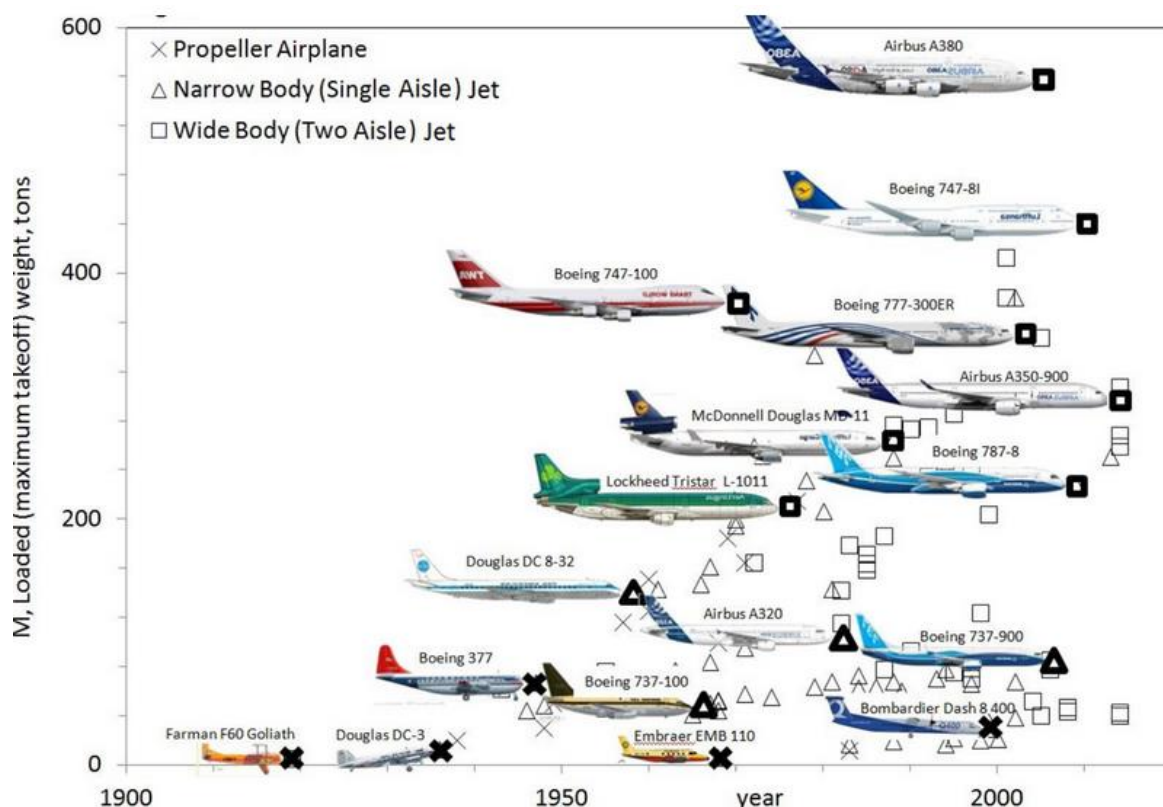 600
× Propeller Airplane
△ Narrow Body (Single Aisle) Jet
□ Wide Body (Two Aisle) Jet
Airbus A380
Boeing 747-8I
400
Boeing 747-100
Boeing 777-300ER
Airbus A350-900
McDonnell Douglas MD-11
Boeing 787-8
Lockheed Tristar L-1011
200
Douglas DC 8-32
Airbus A320
Boeing 737-900
Boeing 377
Boeing 737-100
Bombardier Dash 8 400
Farman F60 Goliath
Douglas DC-3
Embraer EMB 110
0
1900
1950
year
2000
M, Loaded (maximum takeoff) weight, tons